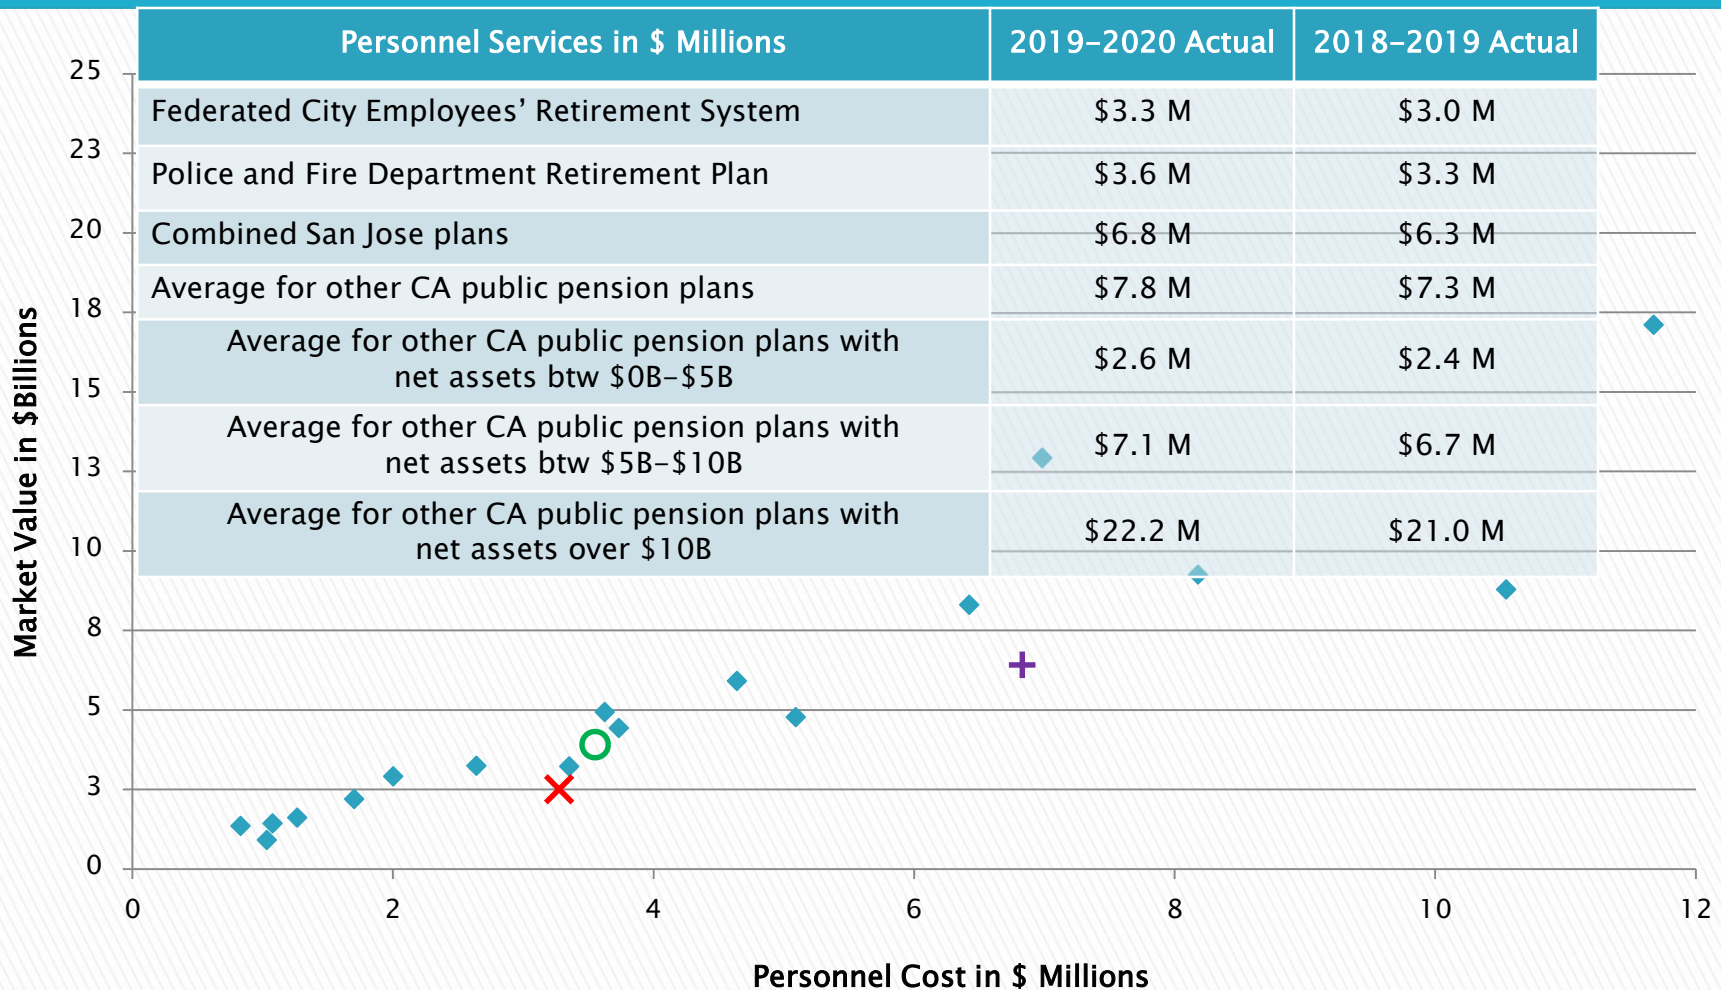 Personnel Services in $ Millions 2019-2020 Actual 2018-2019 Actual
Federated City Employees’ Retirement System $3.3 M $3.0 M
Police and Fire Department Retirement Plan $3.6 M $3.3 M
Combined San Jose plans $6.8 M $6.3 M
Average for other CA public pension plans $7.8 M $7.3 M
Average for other CA public pension plans with
net assets btw $0B-$5B $2.6 M $2.4 M
Average for other CA public pension plans with
net assets btw $5B-$10B $7.1 M $6.7 M
Average for other CA public pension plans with
net assets over $10B $22.2 M $21.0 M
Market Value in $Billions
25
23
20
18
15
13
10
8
5
3
0
0 2 4 6 8 10 12
Personnel Cost in $ Millions